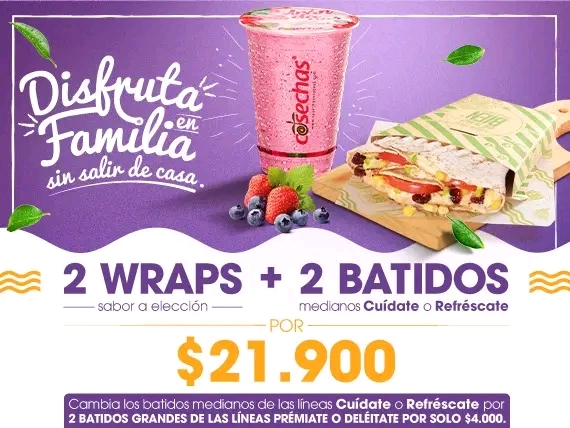 Disfruta
en
Familia
sin salir de casa.
cosechas
2 WRAPS + 2 BATIDOS
sabor a elección
medianos Cuídate o Refréscate
POR
$21.900
Cambia los batidos medianos de las líneas Cuídate o Refréscate por
2 BATIDOS GRANDES DE LAS LÍNEAS PRÉMIATE O DELÉITATE POR SOLO $4.000.